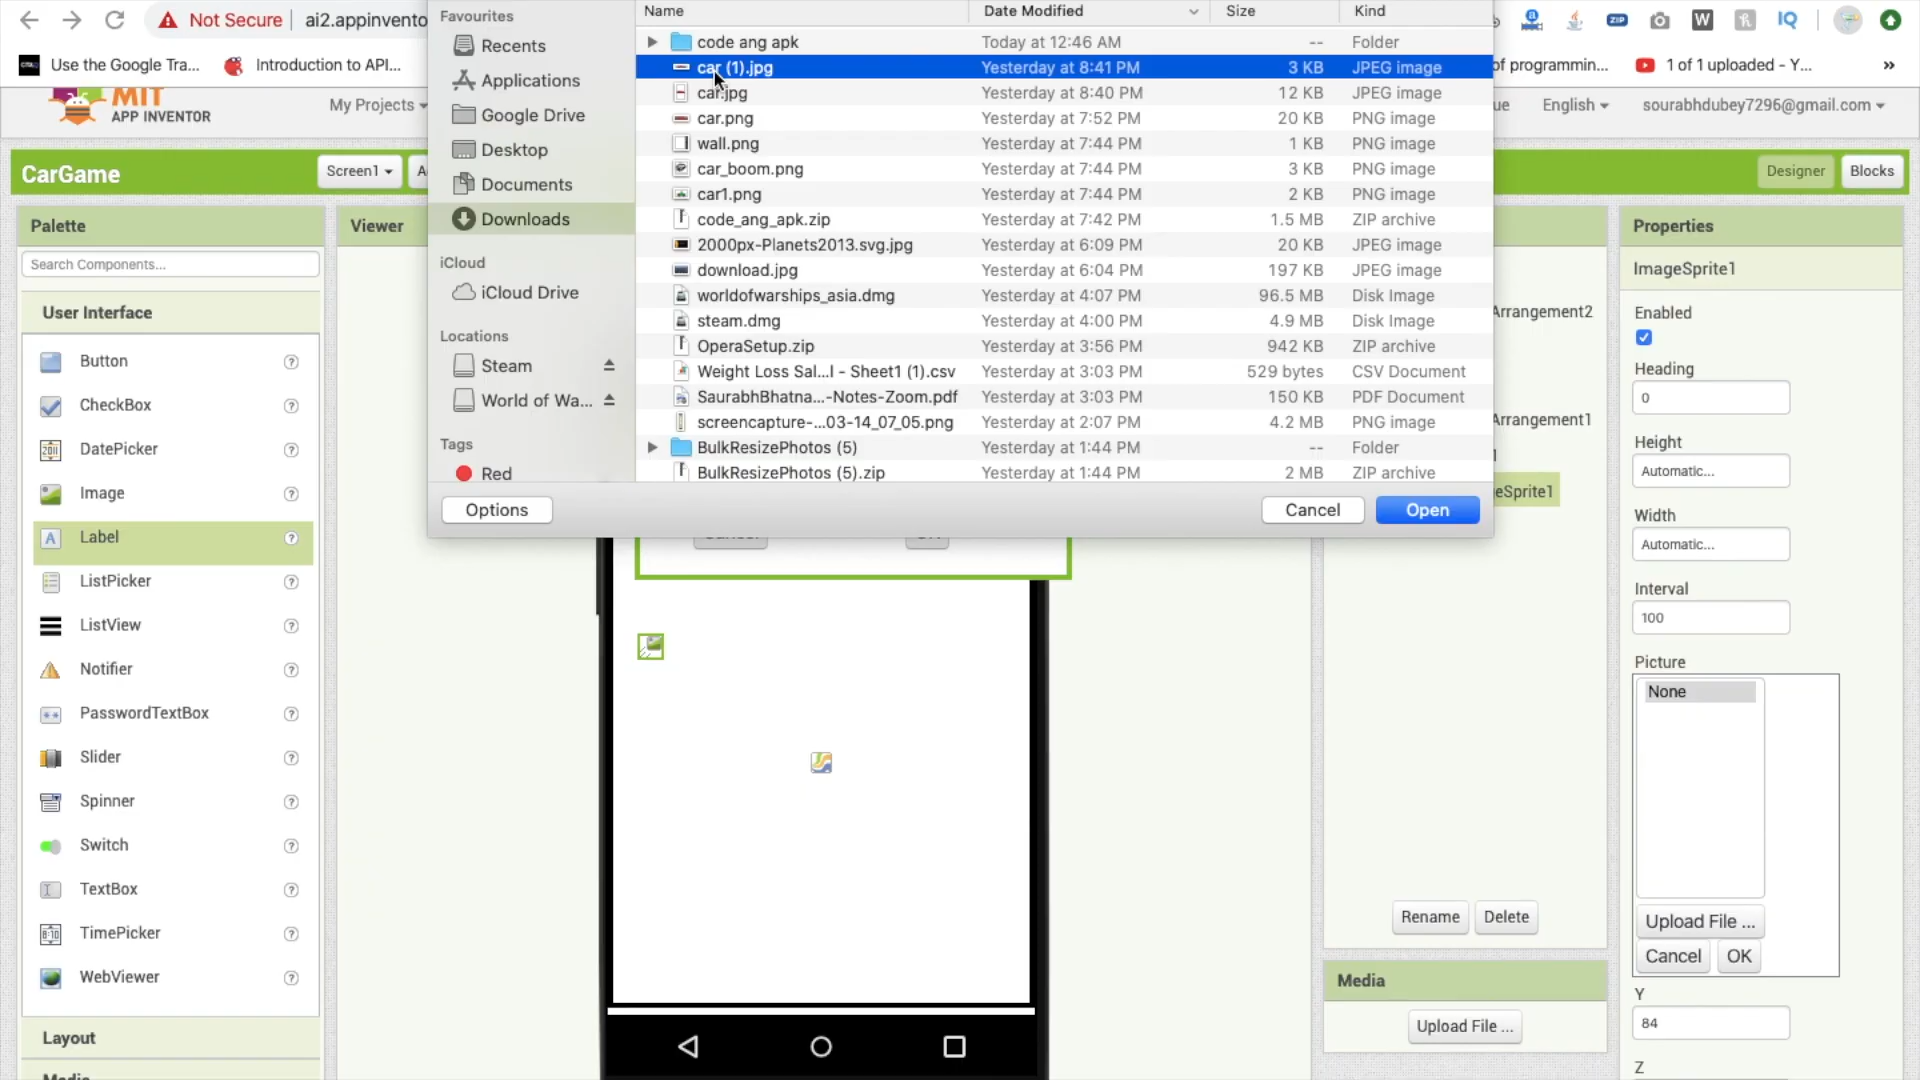 Not Secure
ai2.appinvento
Use the Google Tra...
Introduction to API...
of programmin...
1 of 1 uploaded - Y...
»
MIT
APP INVENTOR
My Projects
ue
English
sourabhdubey7296@gmail.com
Favourites
Recents
Applications
Google Drive
Desktop
Documents
Downloads
iCloud
iCloud Drive
Locations
Steam
World of Wa...
Tags
Red
Name Date Modified Size Kind
code ang apk Today at 12:46 AM -- Folder
car (1).jpg Yesterday at 8:41 PM 3 KB JPEG image
car.jpg Yesterday at 8:40 PM 12 KB JPEG image
car.png Yesterday at 7:52 PM 20 KB PNG image
wall.png Yesterday at 7:44 PM 1 KB PNG image
car_boom.png Yesterday at 7:44 PM 3 KB PNG image
car1.png Yesterday at 7:44 PM 2 KB PNG image
code_ang_apk.zip Yesterday at 7:42 PM 1.5 MB ZIP archive
2000px-Planets2013.svg.jpg Yesterday at 6:09 PM 20 KB JPEG image
download.jpg Yesterday at 6:04 PM 197 KB JPEG image
worldofwarships_asia.dmg Yesterday at 4:07 PM 96.5 MB Disk Image
steam.dmg Yesterday at 4:00 PM 4.9 MB Disk Image
OperaSetup.zip Yesterday at 3:56 PM 942 KB ZIP archive
Weight Loss Sal...l - Sheet1 (1).csv Yesterday at 3:03 PM 529 bytes CSV Document
SaurabhBhatna...-Notes-Zoom.pdf Yesterday at 3:03 PM 150 KB PDF Document
screencapture-...03-14_07_05.png Yesterday at 2:07 PM 4.2 MB PNG image
BulkResizePhotos (5) Yesterday at 1:44 PM -- Folder
BulkResizePhotos (5).zip Yesterday at 1:44 PM 2 MB ZIP archive
Options
Cancel
Open
CarGame
Screen1
A
Designer
Blocks
Palette
Search Components...
User Interface
Button
CheckBox
DatePicker
Image
Label
ListPicker
ListView
Notifier
PasswordTextBox
Slider
Spinner
Switch
TextBox
TimePicker
WebViewer
Layout
Media
Viewer
Arrangement2
Arrangement1
eSprite1
Rename
Delete
Media
Upload File ...
Properties
ImageSprite1
Enabled
Heading
0
Height
Automatic...
Width
Automatic...
Interval
100
Picture
None
Upload File ...
Cancel
OK
Y
84
Z